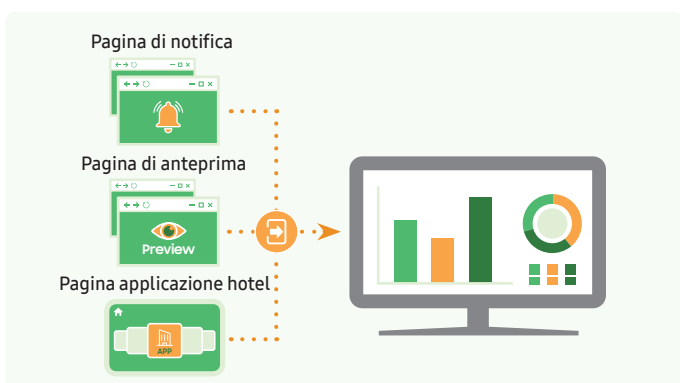 Pagina di notifica
Pagina di anteprima
Preview
Pagina applicazione hotel
APP